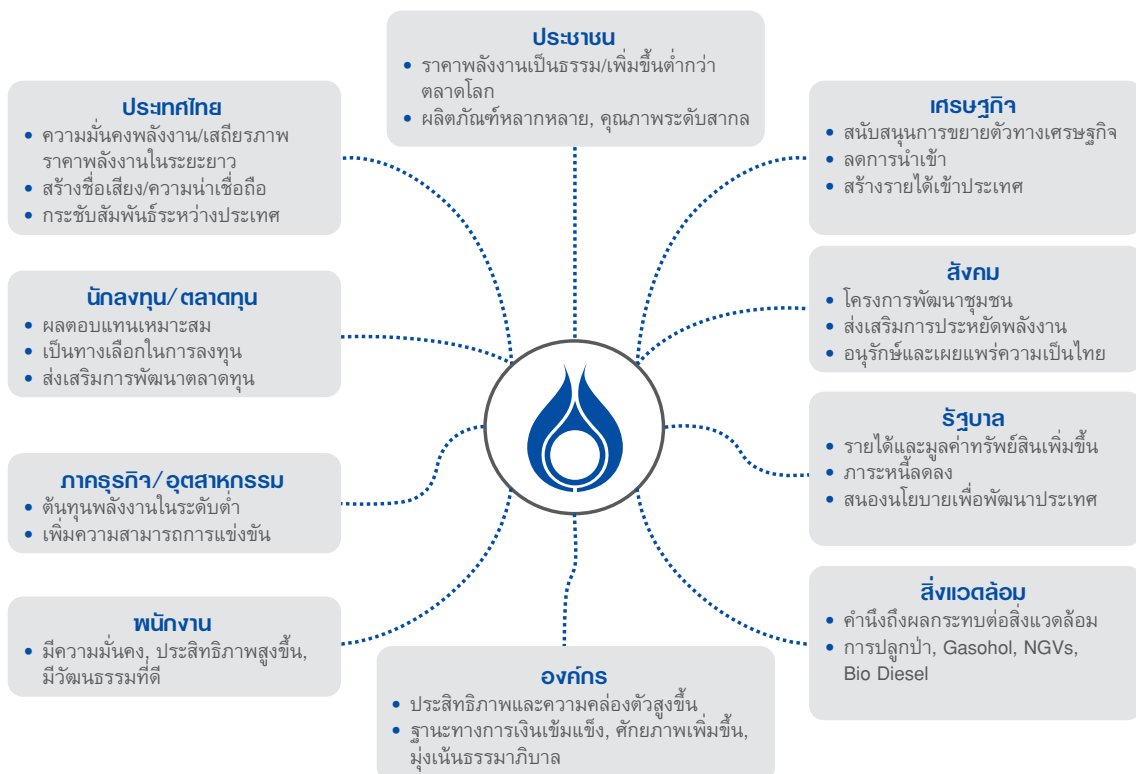 ประชาชน
• ราคาพลังงานเป็นธรรม/เพิ่มขึ้นต่ำกว่า
ตลาดโลก
• ผลิตภัณฑ์หลากหลาย, คุณภาพระดับสากล
ประเทศไทย
• ความมั่นคงพลังงาน/เสถียรภาพ
ราคาพลังงานในระยะยาว
• สร้างชื่อเสียง/ความน่าเชื่อถือ
• กระชับสัมพันธ์ระหว่างประเทศ
เศรษฐกิจ
• สนับสนุนการขยายตัวทางเศรษฐกิจ
• ลดการนำเข้า
• สร้างรายได้เข้าประเทศ
นักลงทุน/ตลาดทุน
• ผลตอบแทนเหมาะสม
• เป็นทางเลือกในการลงทุน
• ส่งเสริมการพัฒนาตลาดทุน
สังคม
• โครงการพัฒนาชุมชน
• ส่งเสริมการประหยัดพลังงาน
• อนุรักษ์และเผยแพร่ความเป็นไทย
ภาคธุรกิจ/อุตสาหกรรม
• ต้นทุนพลังงานในระดับต่ำ
• เพิ่มความสามารถการแข่งขัน
รัฐบาล
• รายได้และมูลค่าทรัพย์สินเพิ่มขึ้น
• ภาระหนี้ลดลง
• สนองนโยบายเพื่อพัฒนาประเทศ
พนักงาน
• มีความมั่นคง, ประสิทธิภาพสูงขึ้น,
มีวัฒนธรรมที่ดี
องค์กร
• ประสิทธิภาพและความคล่องตัวสูงขึ้น
• ฐานะทางการเงินเข้มแข็ง, ศักยภาพเพิ่มขึ้น,
มุ่งเน้นธรรมาภิบาล
สิ่งแวดล้อม
• คำนึงถึงผลกระทบต่อสิ่งแวดล้อม
• การปลูกป่า, Gasohol, NGVs,
Bio Diesel